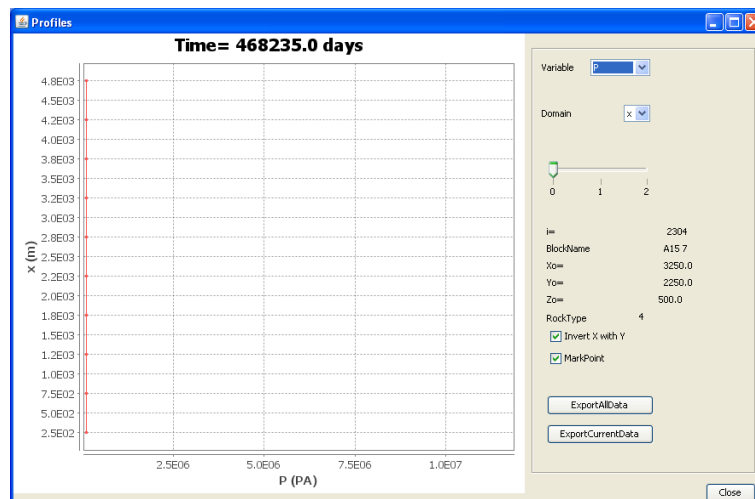 Profiles
Time= 468235.0 days
4.8E03
4.5E03
4.2E03
4.0E03
3.8E03
3.5E03
3.2E03
3.0E03
2.8E03
2.5E03
2.2E03
2.0E03
1.8E03
1.5E03
1.2E03
1.0E03
7.5E02
5.0E02
2.5E02
x (m)
2.5E06 5.0E06 7.5E06 1.0E07
P (PA)
Variable P
Domain x
0 1 2
i= 2304
BlockName A15 7
Xo= 3250.0
Yo= 2250.0
Zo= 500.0
RockType 4
Invert X with Y
MarkPoint
ExportAllData
ExportCurrentData
Close